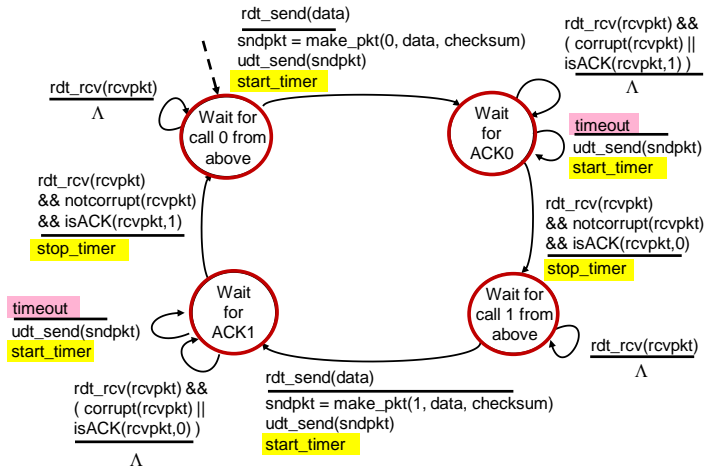 rdt_send(data)
sndpkt = make_pkt(0, data, checksum)
udt_send(sndpkt)
start_timer
rdt_rcv(rcvpkt) &&
( corrupt(rcvpkt) ||
isACK(rcvpkt,1) )
Λ
rdt_rcv(rcvpkt)
Λ
Wait for
call 0 from
above
Wait
for
ACK0
timeout
udt_send(sndpkt)
start_timer
rdt_rcv(rcvpkt)
&& notcorrupt(rcvpkt)
&& isACK(rcvpkt,1)
stop_timer
rdt_rcv(rcvpkt)
&& notcorrupt(rcvpkt)
&& isACK(rcvpkt,0)
stop_timer
timeout
udt_send(sndpkt)
start_timer
Wait
for
ACK1
Wait for
call 1 from
above
rdt_rcv(rcvpkt)
Λ
rdt_rcv(rcvpkt) &&
( corrupt(rcvpkt) ||
isACK(rcvpkt,0) )
Λ
rdt_send(data)
sndpkt = make_pkt(1, data, checksum)
udt_send(sndpkt)
start_timer